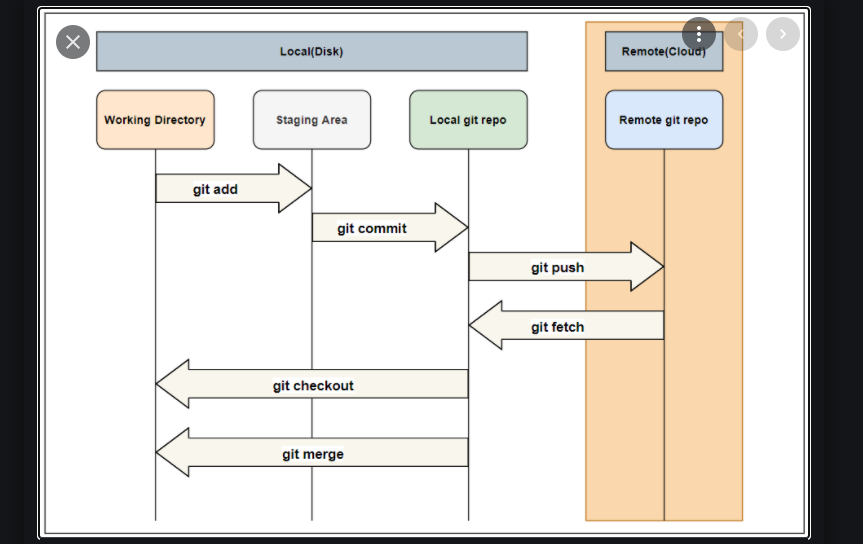 Local(Disk)
Remote(Cloud)
Working Directory
Staging Area
Local git repo
Remote git repo
git add
git commit
git push
git fetch
git checkout
git merge